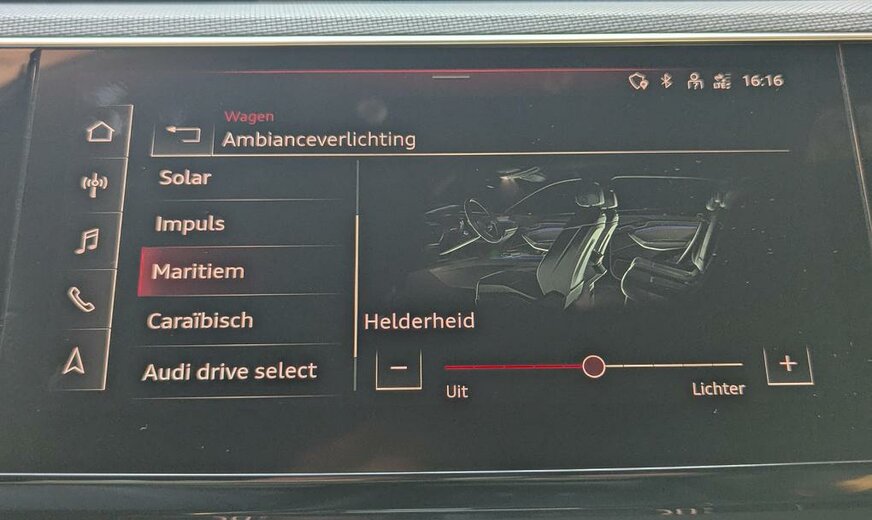 16:16
Wagen
Ambianceverlichting
Solar
Impuls
Maritiem
Caraïbisch
Audi drive select
Helderheid
−
+
Uit
Lichter